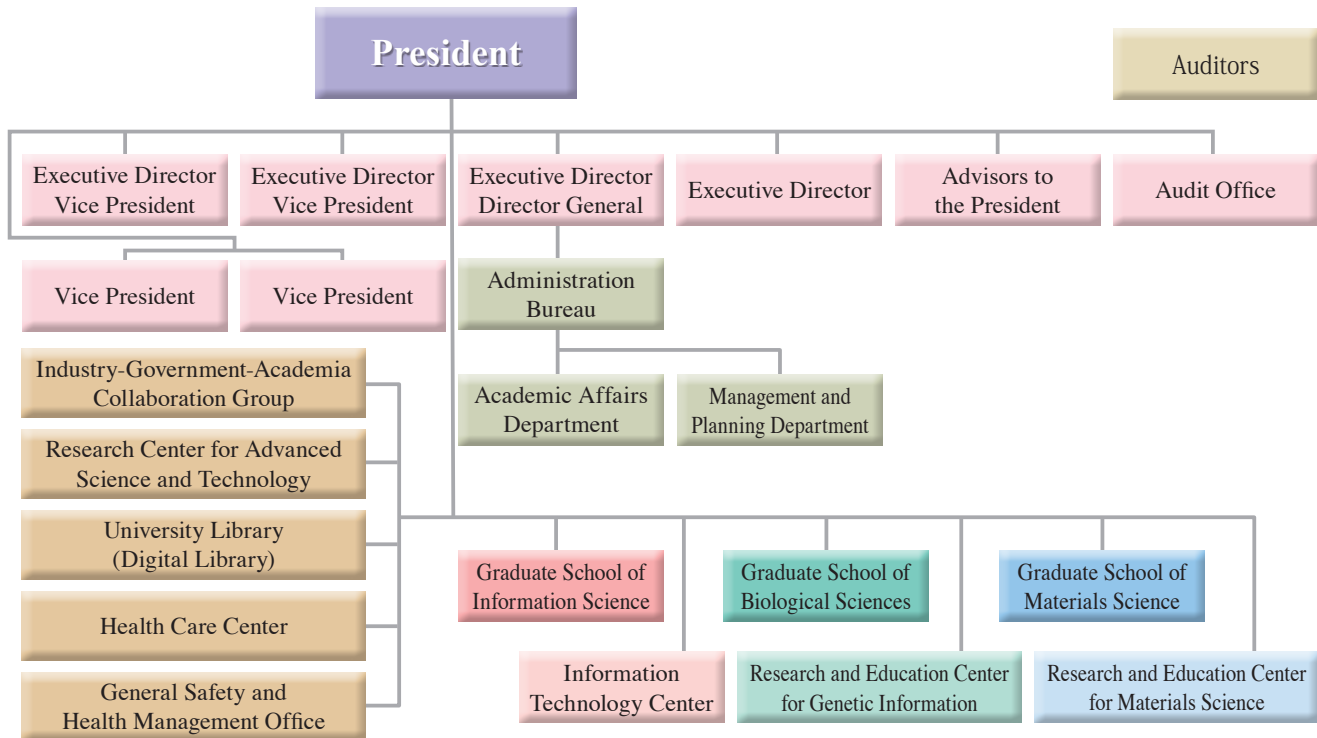 President
Auditors
Executive Director
Vice President
Executive Director
Vice President
Executive Director
Director General
Executive Director
Advisors to
the President
Audit Office
Vice President
Vice President
Administration
Bureau
Academic Affairs
Department
Management and
Planning Department
Industry-Government-Academia
Collaboration Group
Research Center for Advanced
Science and Technology
University Library
(Digital Library)
Health Care Center
General Safety and
Health Management Office
Graduate School of
Information Science
Graduate School of
Biological Sciences
Graduate School of
Materials Science
Information
Technology Center
Research and Education Center
for Genetic Information
Research and Education Center
for Materials Science